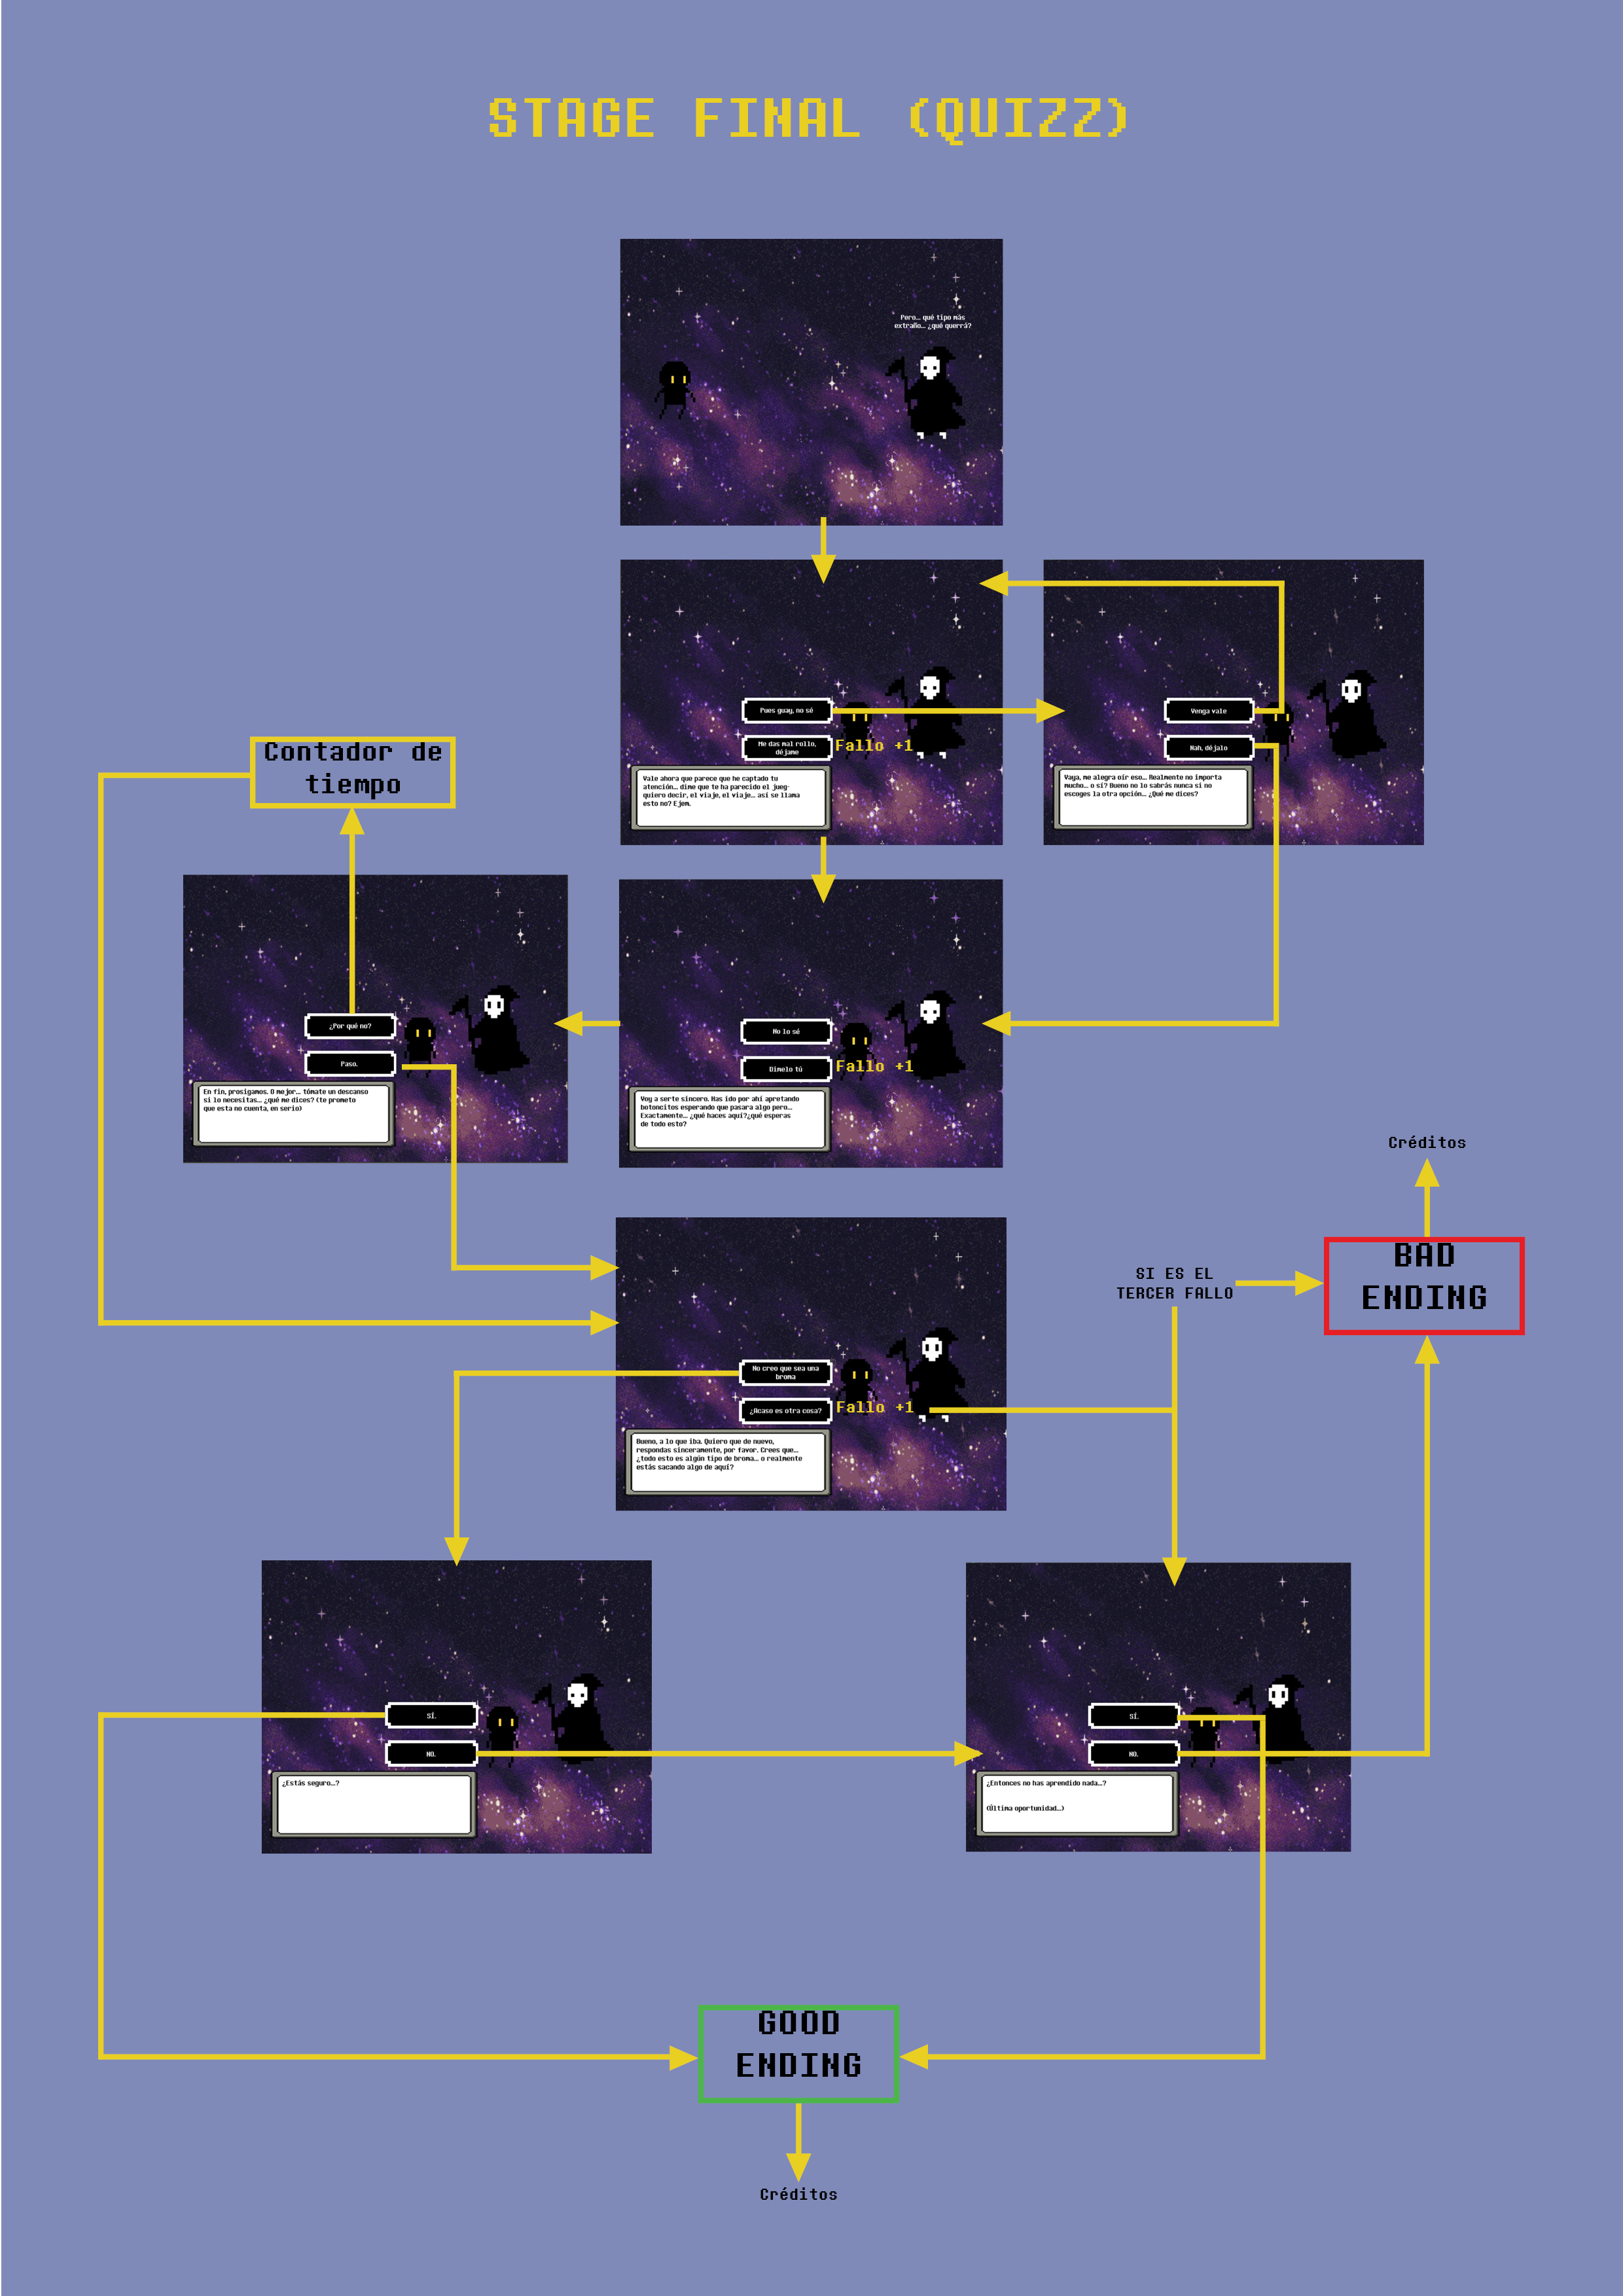 STAGE FINAL (QUIZZ)
Pero... qué tipo más
extraño... ¿qué querrá?
Pues guay, no sé
Me das mal rollo,
déjame
Fallo +1
Vale ahora que parece que he captado tu
atención... dime que te ha parecido el jueg-
quiero decir, el viaje, el viaje... así se llama
esto no? Ejem.
Venga vale
Nah, déjalo
Vaya, me alegra oír eso... Realmente no importa
mucho... o sí? Bueno no lo sabrás nunca si no
escoges la otra opción... ¿Qué me dices?
Contador de
tiempo
¿Por qué no?
Paso.
En fin, prosigamos. O mejor... tómate un descanso
si lo necesitas... ¿qué me dices? (te prometo
que esta no cuenta, en serio)
No lo sé
Dímelo tú
Fallo +1
Voy a serte sincero. Has ido por ahí apretando
botoncitos esperando que pasara algo pero...
Exactamente... ¿qué haces aquí?¿qué esperas
de todo esto?
Créditos
BAD
ENDING
SI ES EL
TERCER FALLO
No creo que sea una
broma
¿Acaso es otra cosa?
Fallo +1
Bueno, a lo que iba. Quiero que de nuevo,
respondas sinceramente, por favor. Crees que...
¿todo esto es algún tipo de broma... o realmente
estás sacando algo de aquí?
SÍ.
NO.
¿Estás seguro...?
SÍ.
NO.
¿Entonces no has aprendido nada...?
(Última oportunidad...)
GOOD
ENDING
Créditos